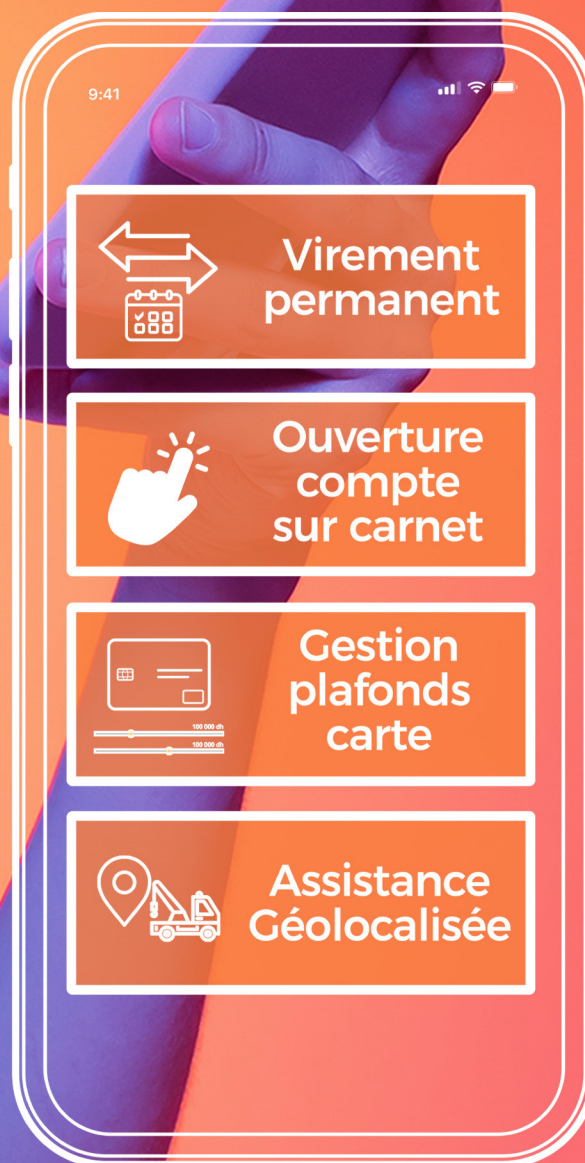 9:41
Virement
permanent
Ouverture
compte
sur carnet
Gestion
plafonds
carte
100 000 dh
100 000 dh
Assistance
Géolocalisée